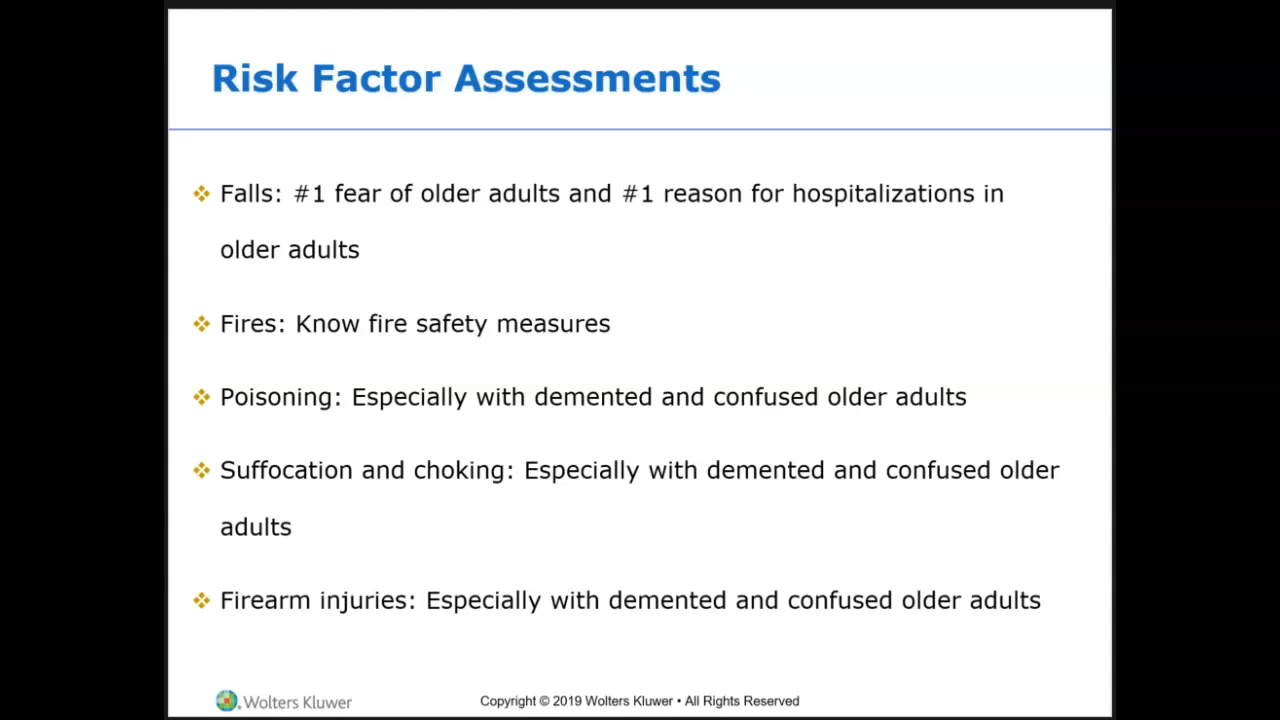 Risk Factor Assessments
❖ Falls: #1 fear of older adults and #1 reason for hospitalizations in
older adults
❖ Fires: Know fire safety measures
❖ Poisoning: Especially with demented and confused older adults
❖ Suffocation and choking: Especially with demented and confused older
adults
❖ Firearm injuries: Especially with demented and confused older adults
Wolters Kluwer
Copyright © 2019 Wolters Kluwer • All Rights Reserved